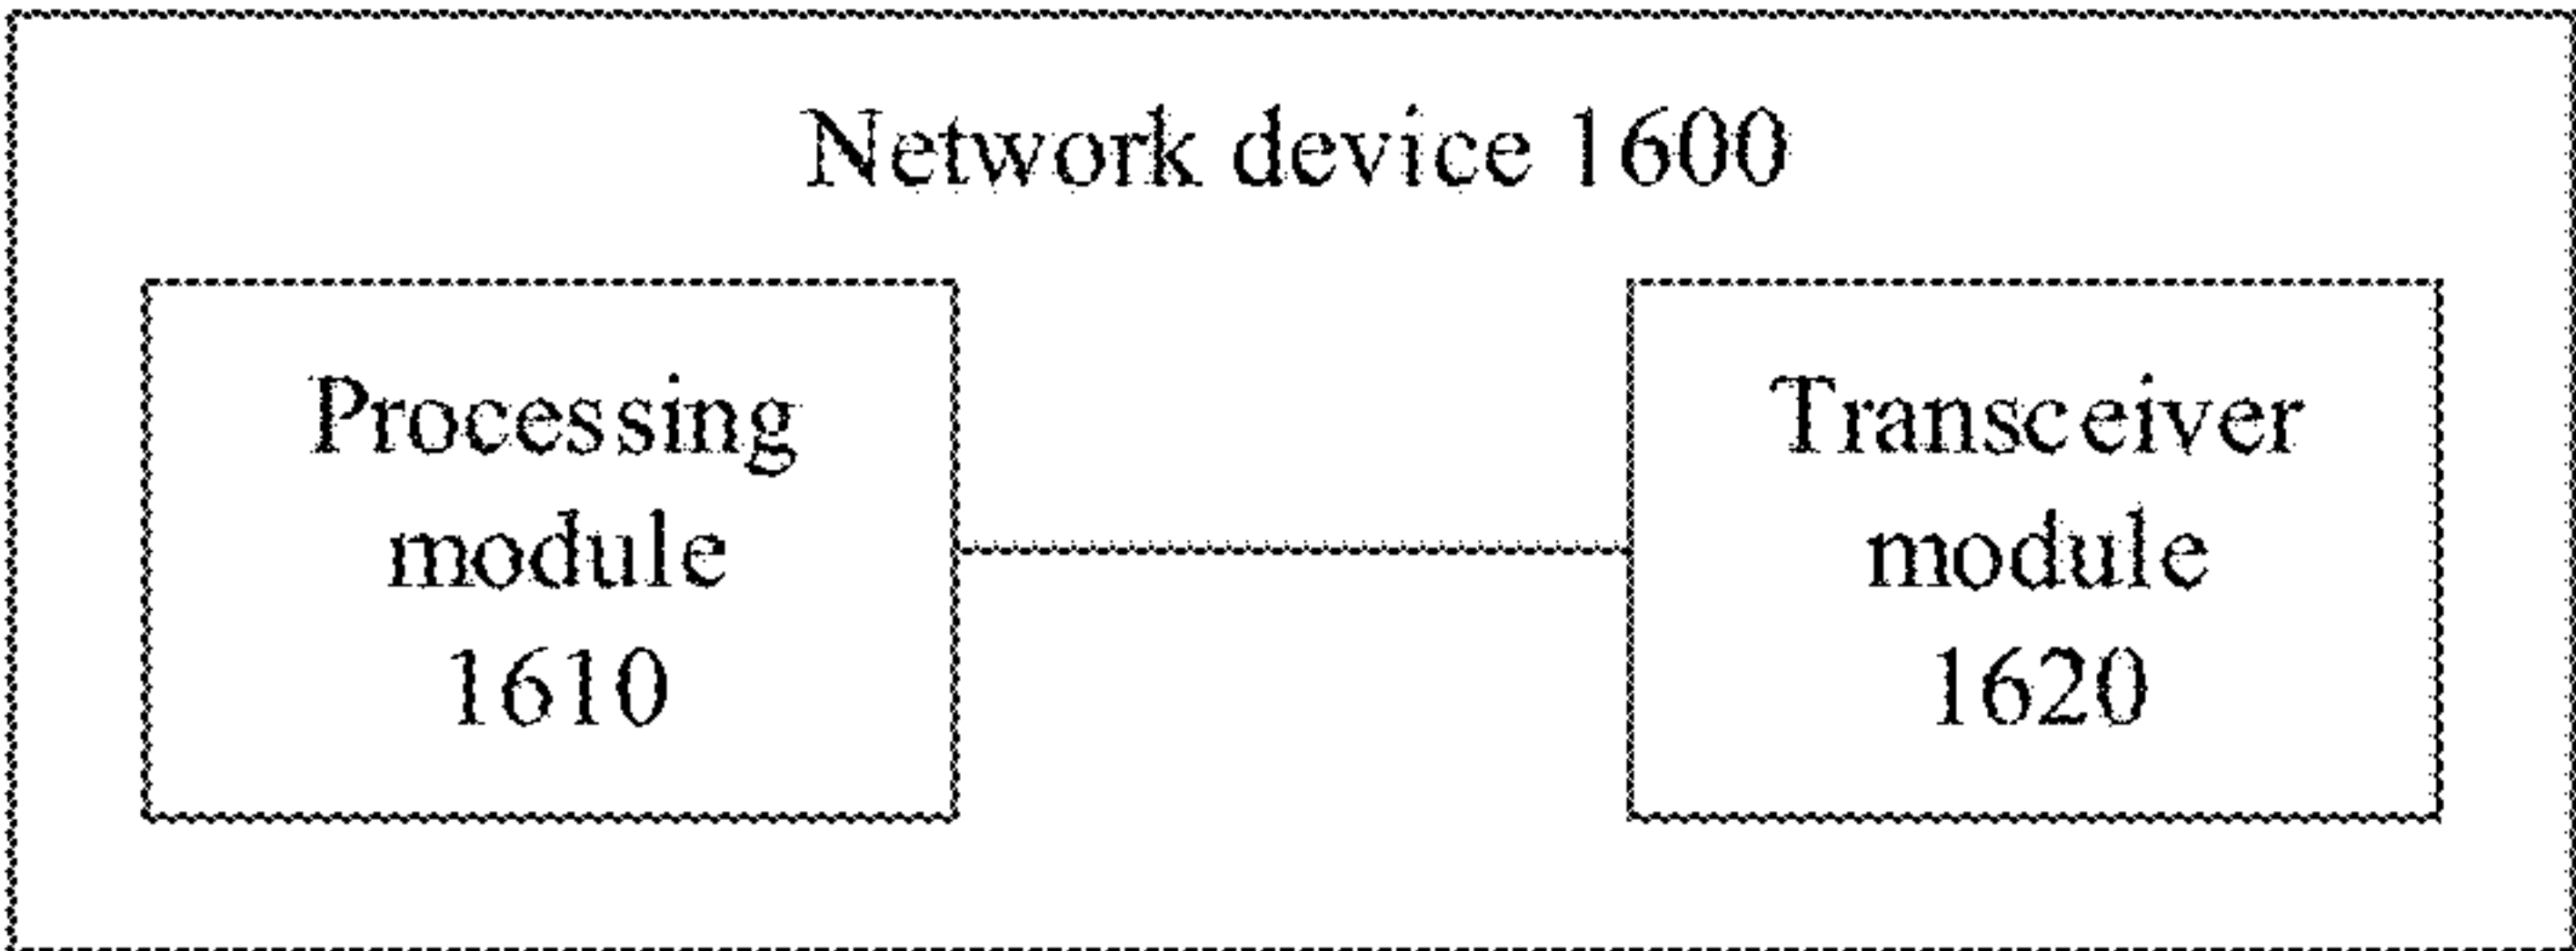 Network device 1600
Processing
module
1610
Transceiver
module
1620